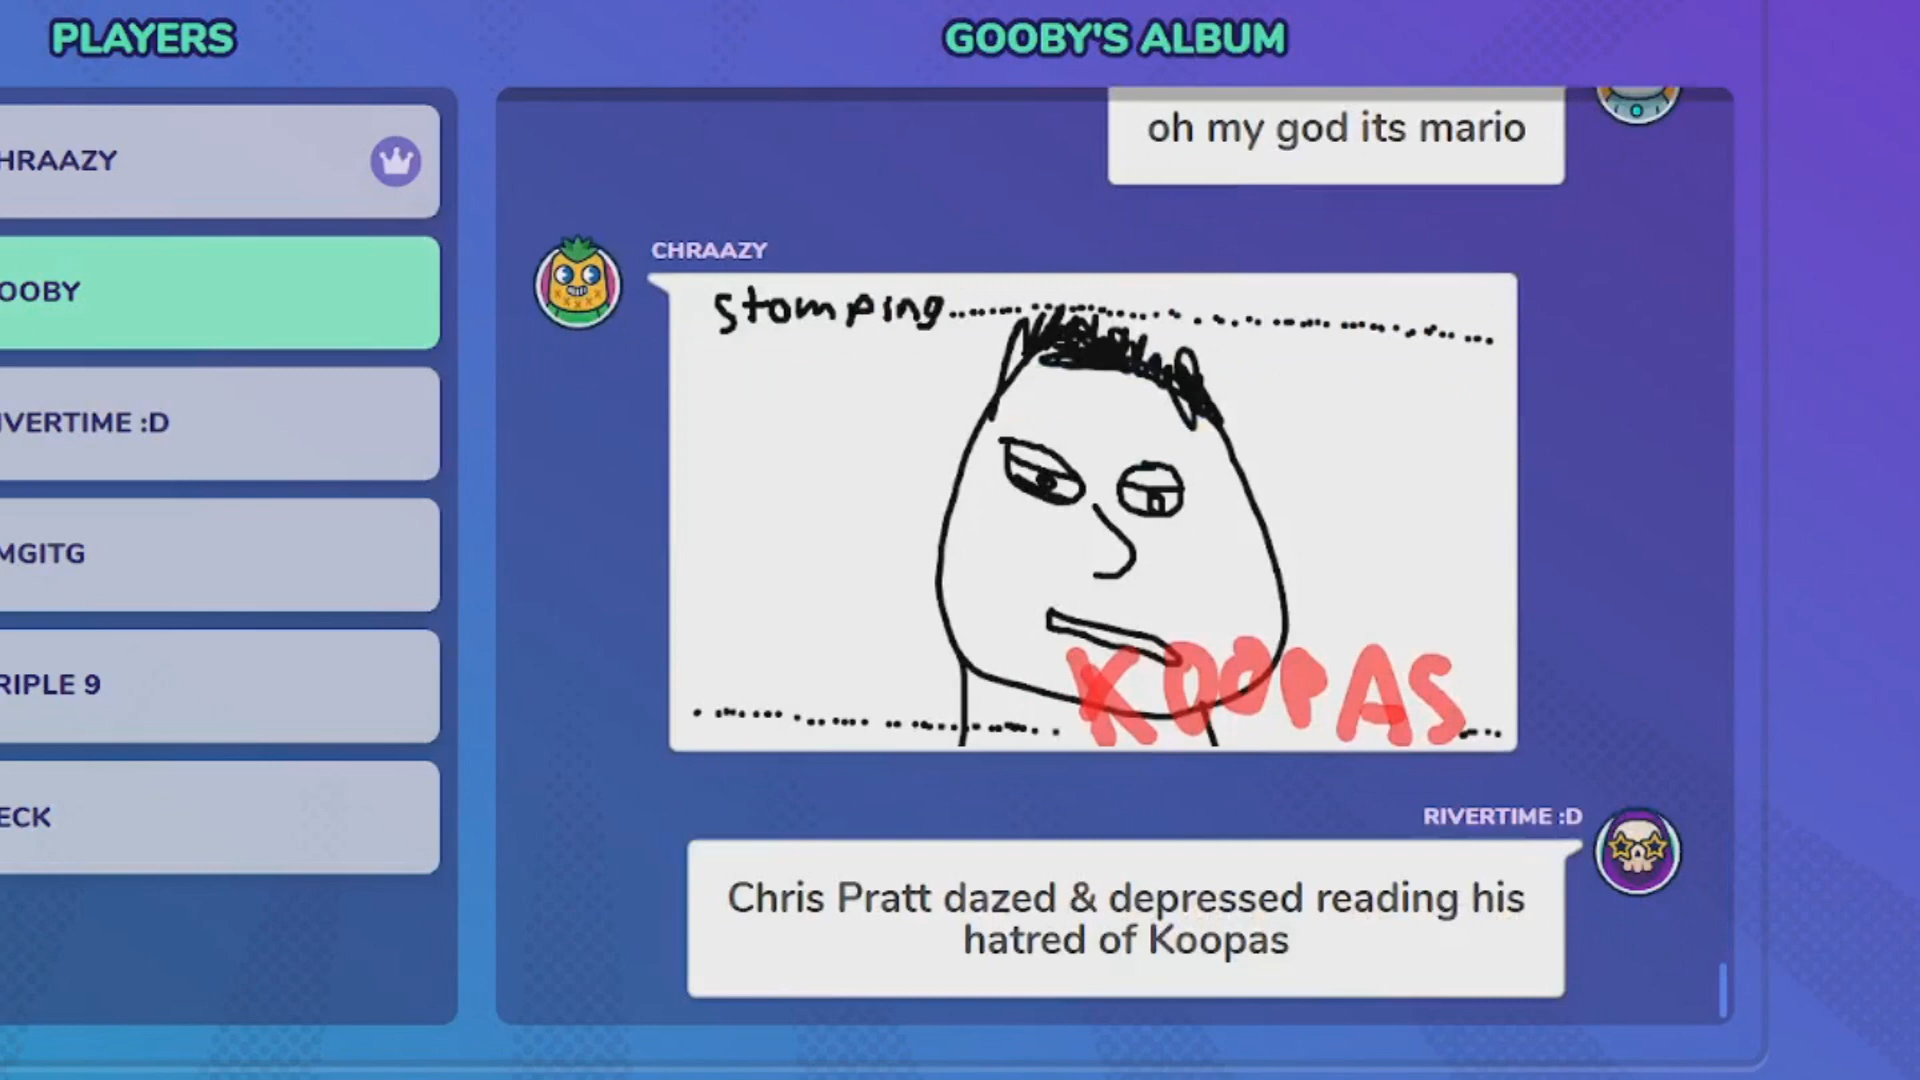 PLAYERS
GOOBY'S ALBUM
HRAAZY
OOBY
IVERTIME :D
MGITG
RIPLE 9
ECK
oh my god its mario
CHRAAZY
stomping
KOOPAS
RIVERTIME :D
Chris Pratt dazed & depressed reading his
hatred of Koopas